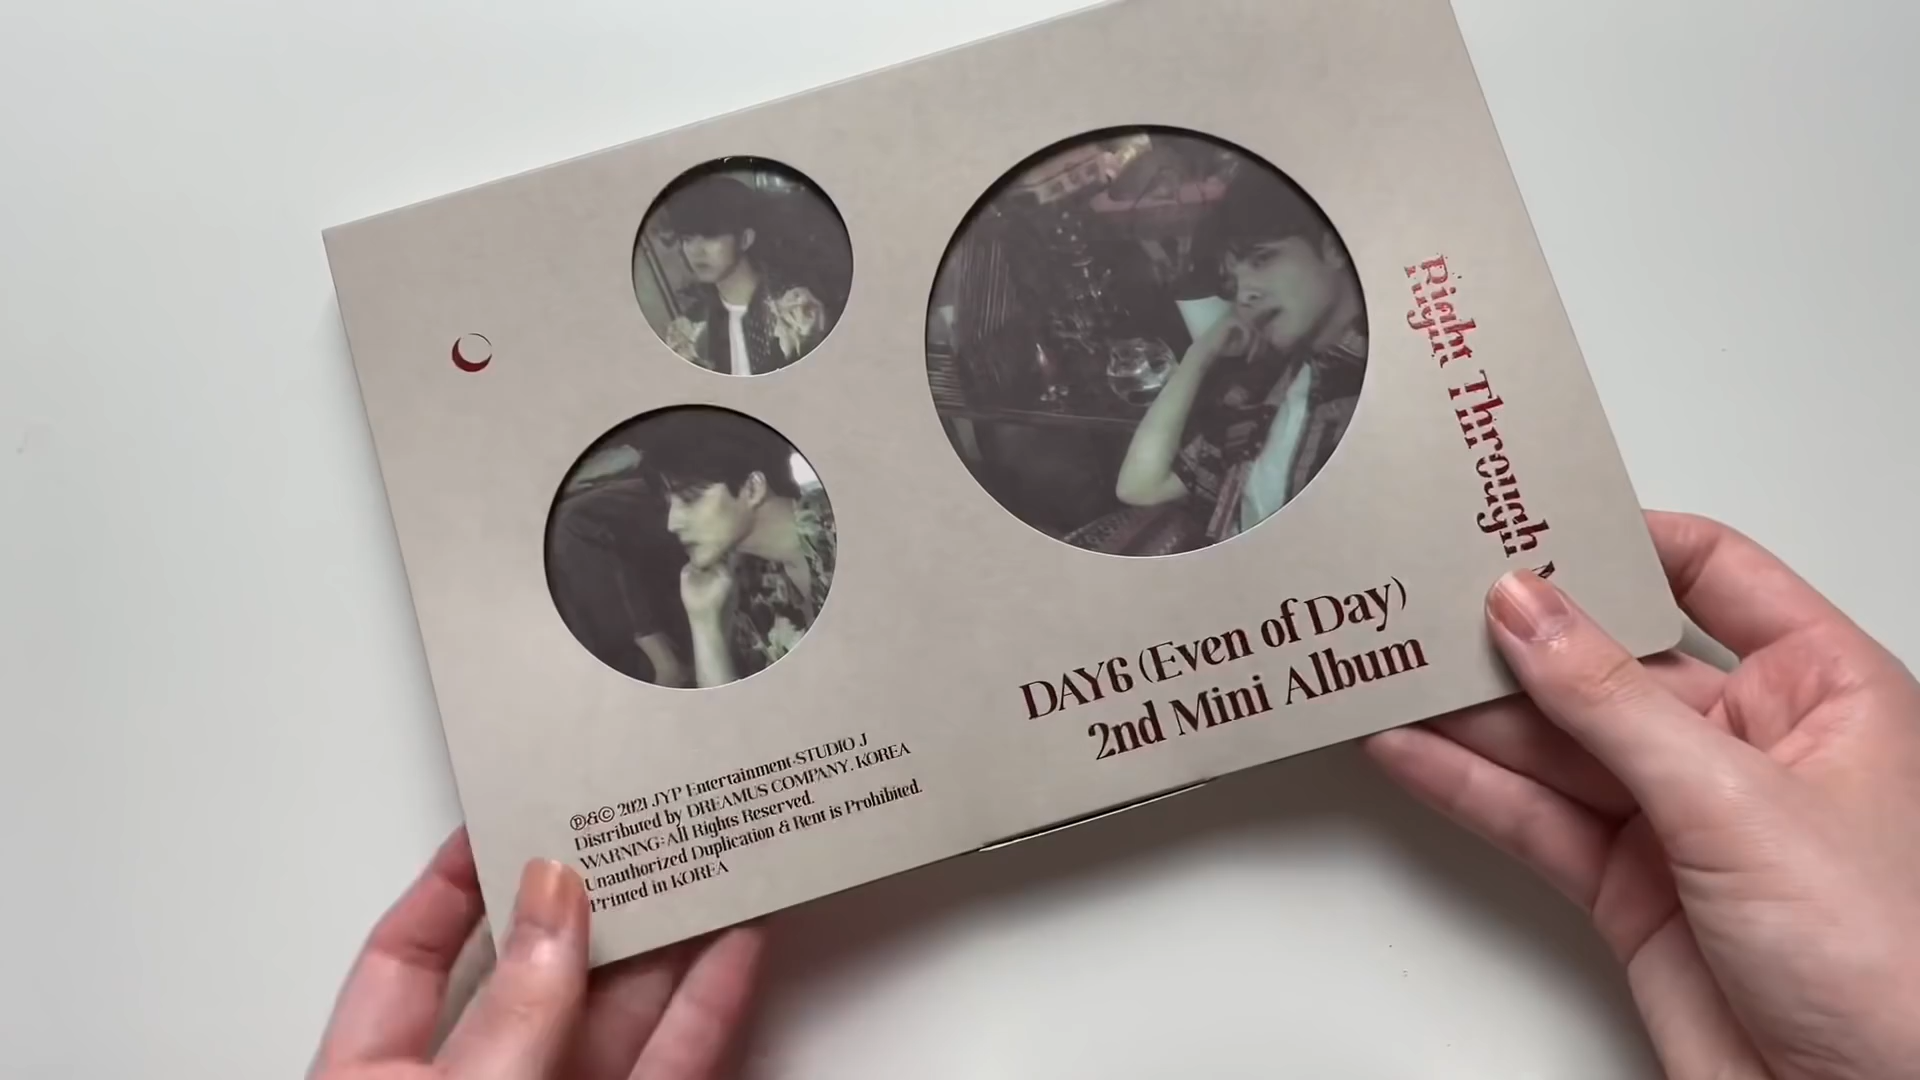 Right Through
DAY6 (Even of Day)
2nd Mini Album
℗&© 2021 JYP Entertainment·STUDIO J
Distributed by DREAMUS COMPANY. KOREA
WARNING: All Rights Reserved.
Unauthorized Duplication & Rent is Prohibited.
Printed in KOREA